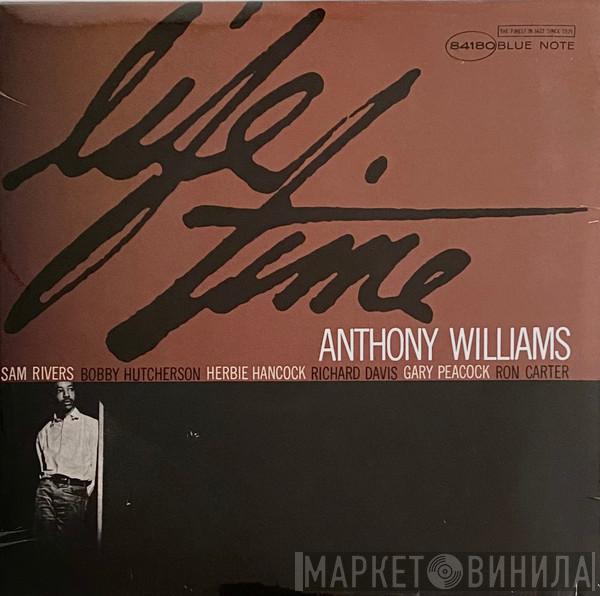 THE FINEST IN JAZZ SINCE 1939
84180 BLUE NOTE
life
time
ANTHONY WILLIAMS
SAM RIVERS BOBBY HUTCHERSON HERBIE HANCOCK RICHARD DAVIS GARY PEACOCK RON CARTER
МАРКЕТ ВИНИЛА